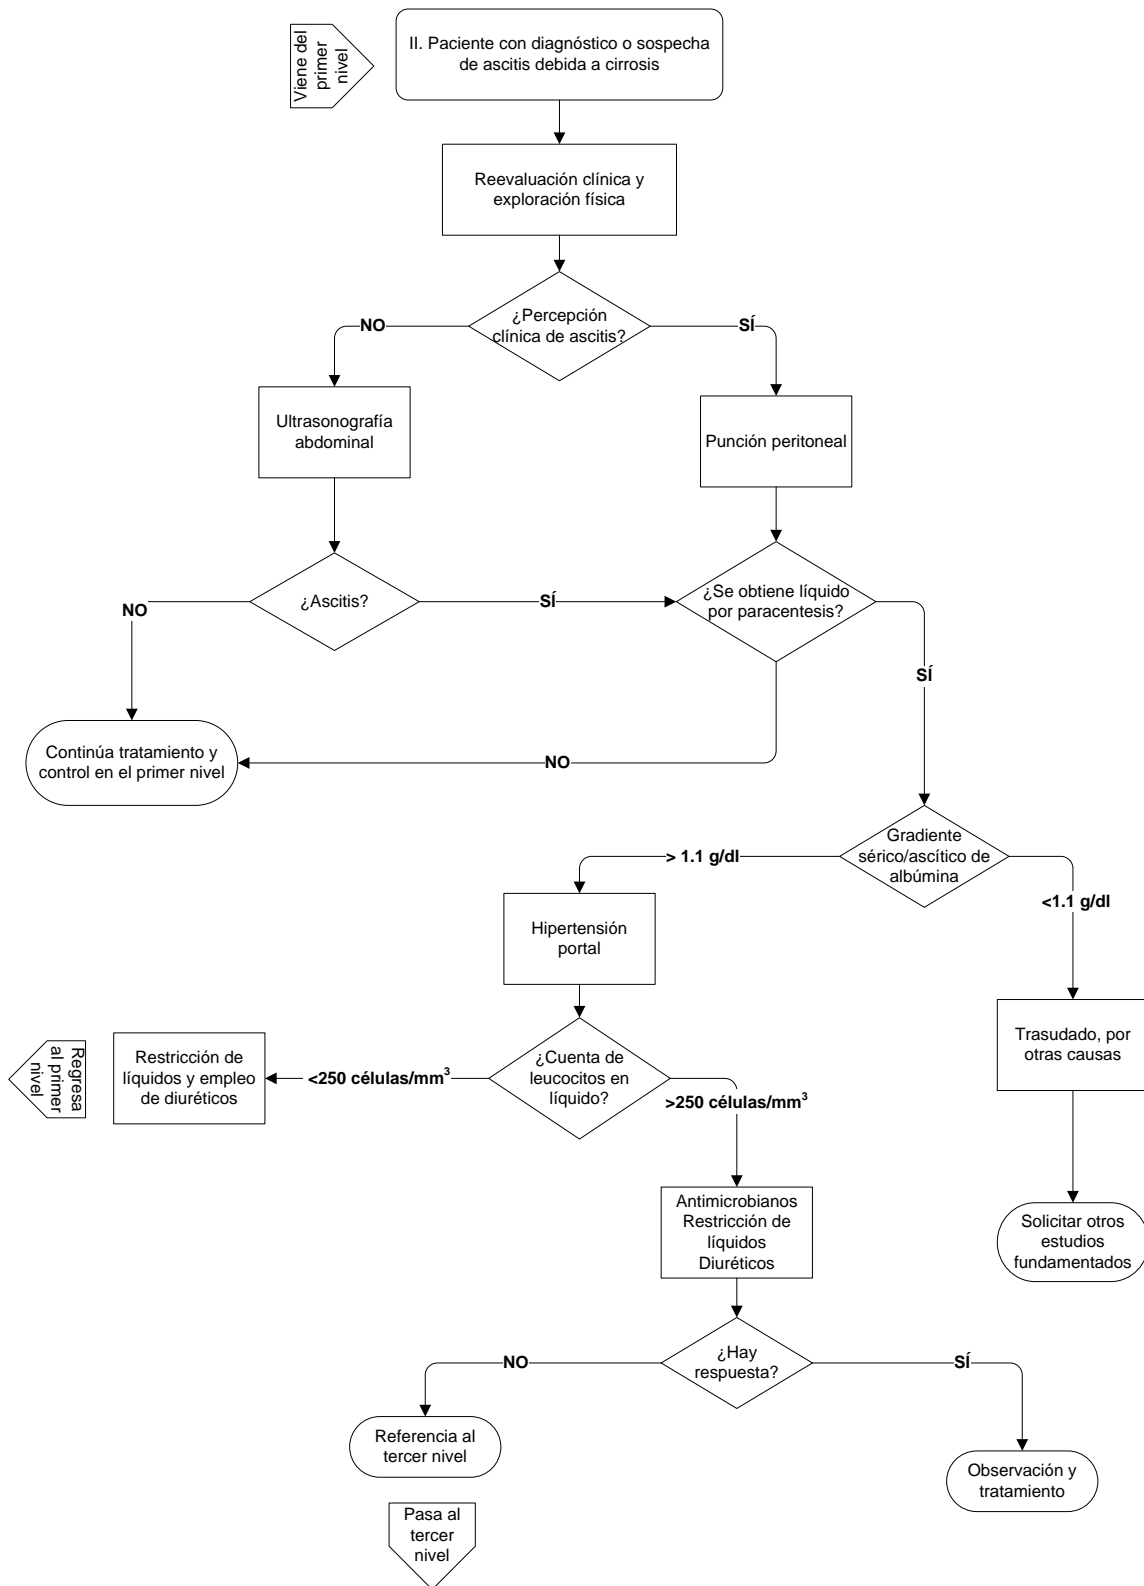 Viene del
primer
nivel
II. Paciente con diagnóstico o sospecha
de ascitis debida a cirrosis
Reevaluación clínica y
exploración física
¿Percepción
clínica de ascitis?
NO
SÍ
Ultrasonografía
abdominal
Punción peritoneal
¿Ascitis?
NO
SÍ
¿Se obtiene líquido
por paracentesis?
SÍ
NO
Continúa tratamiento y
control en el primer nivel
Gradiente
sérico/ascítico de
albúmina
> 1.1 g/dl
<1.1 g/dl
Hipertensión
portal
Trasudado, por
otras causas
Regresa
al primer
nivel
Restricción de
líquidos y empleo
de diuréticos
<250 células/mm³
¿Cuenta de
leucocitos en
líquido?
>250 células/mm³
Antimicrobianos
Restricción de
líquidos
Diuréticos
Solicitar otros
estudios
fundamentados
¿Hay
respuesta?
NO
SÍ
Referencia al
tercer nivel
Observación y
tratamiento
Pasa al
tercer
nivel